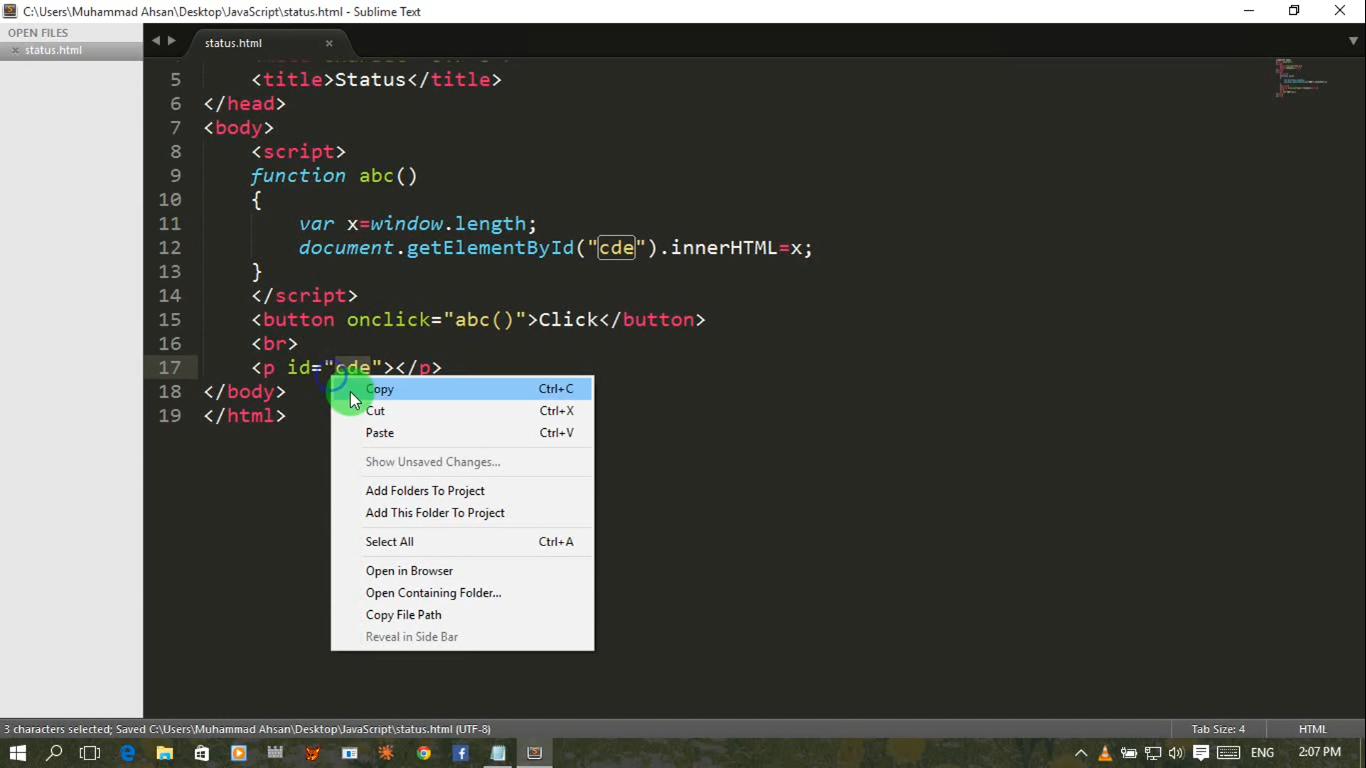 C:\Users\Muhammad Ahsan\Desktop\JavaScript\status.html - Sublime Text
OPEN FILES
status.html
status.html
5 <title>Status</title>
6 </head>
7 <body>
8 <script>
9 function abc()
10 {
11 var x=window.length;
12 document.getElementById("cde").innerHTML=x;
13 }
14 </script>
15 <button onclick="abc()">Click</button>
16 <br>
17 <p id="cde"></p>
18 </body>
19 </html>
Copy Ctrl+C
Cut Ctrl+X
Paste Ctrl+V
Show Unsaved Changes...
Add Folders To Project
Add This Folder To Project
Select All Ctrl+A
Open in Browser
Open Containing Folder...
Copy File Path
Reveal in Side Bar
3 characters selected; Saved C:\Users\Muhammad Ahsan\Desktop\JavaScript\status.html (UTF-8) Tab Size: 4 HTML
ENG 2:07 PM